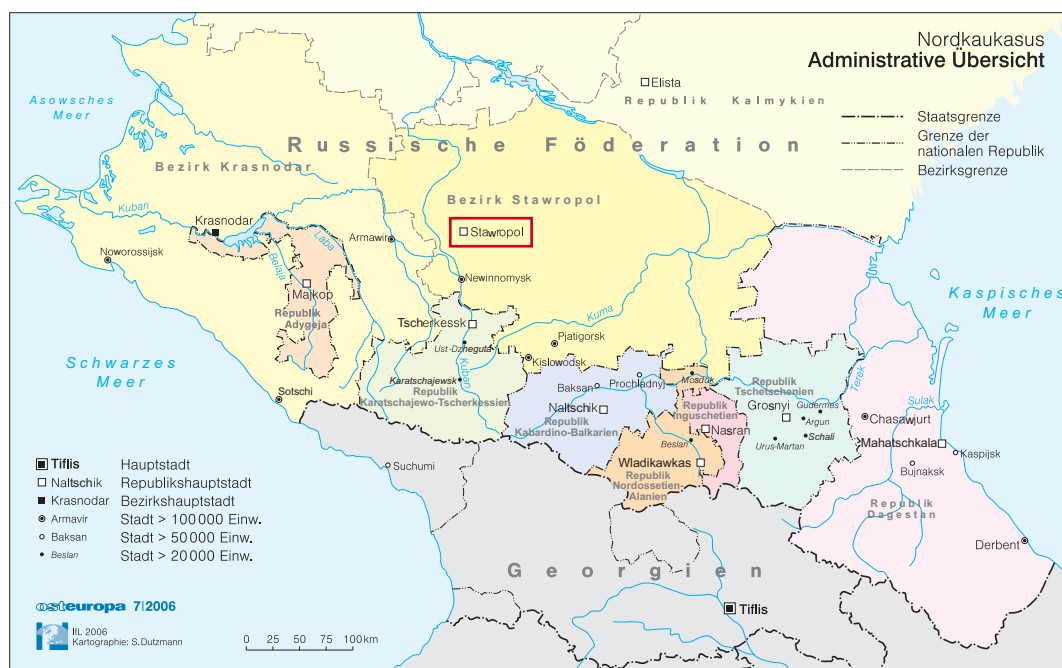 Nordkaukasus
Administrative Übersicht
Staatsgrenze
Grenze der
nationalen Republik
Bezirksgrenze
Asowsches
Meer
Elista
Republik Kalmykien
Russische Föderation
Bezirk Krasnodar
Bezirk Stawropol
Kuban
Krasnodar
Stawropol
Laba
Armawir
Noworossijsk
Belaja
Newinnomysk
Majkop
Republik
Adygeja
Kaspisches
Meer
Tscherkessk
Kuma
Ust-Dzheguta
Pjatigorsk
Schwarzes
Meer
Kislowodsk
Kuban
Karatschajewsk
Republik
Karatschajewo-Tscherkessien
Sotschi
Baksan
Prochladnyj
Mosdok
Republik
Tschetschenien
Terek
Sulak
Naltschik
Republik
Kabardino-Balkarien
Republik
Inguschetien
Grosnyj
Gudermes
Argun
Chasawjurt
Nasran
Beslan
Urus-Martan
Schali
Mahatschkala
Kaspijsk
Suchumi
Wladikawkas
Republik
Nordossetien-
Alanien
Bujnaksk
Republik
Dagestan
Derbent
Georgien
Tiflis
Tiflis Hauptstadt
Naltschik Republikshauptstadt
Krasnodar Bezirkshauptstadt
Armavir Stadt > 100 000 Einw.
Baksan Stadt > 50 000 Einw.
Beslan Stadt > 20 000 Einw.
osteuropa 7|2006
IfL 2006
Kartographie: S. Dutzmann
0 25 50 75 100 km